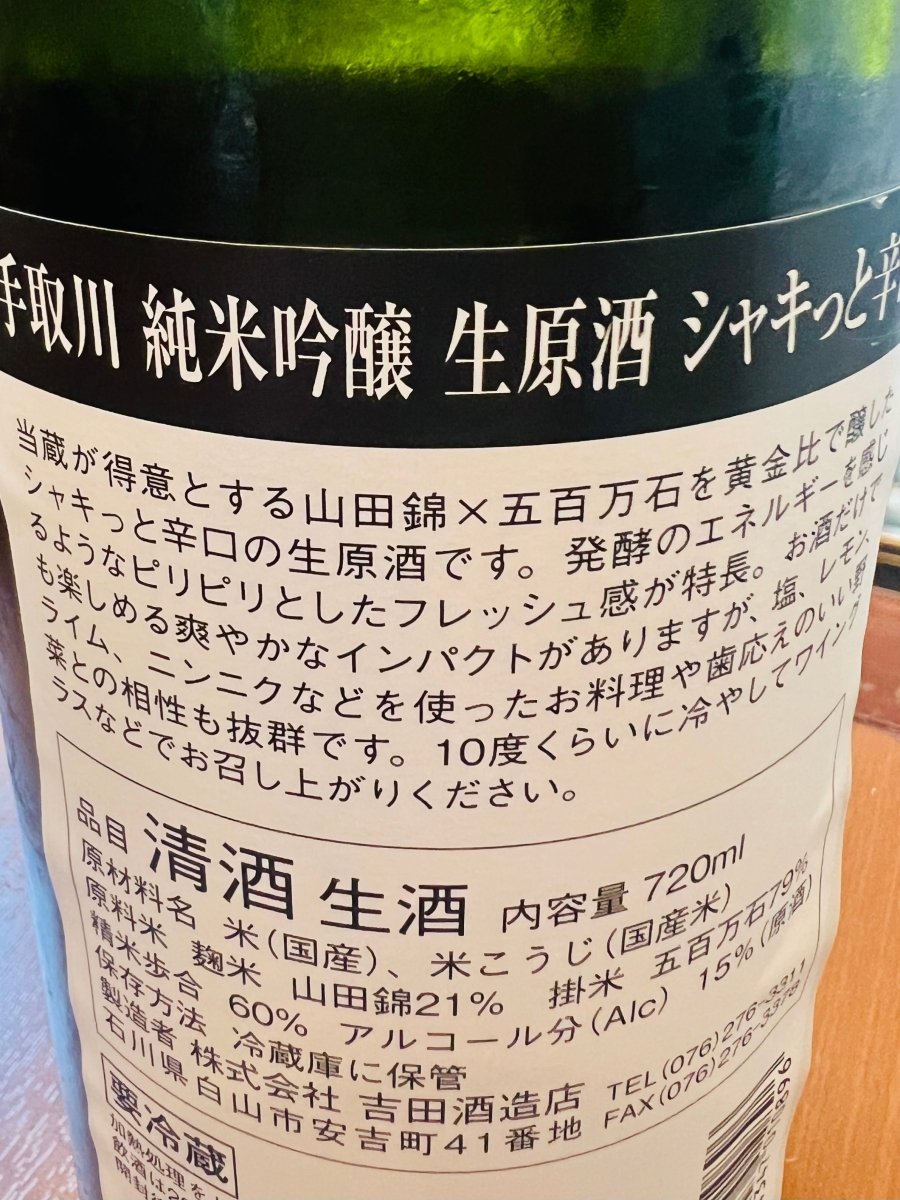 手取川 純米吟醸 生原酒 シャキっと辛
当蔵が得意とする山田錦×五百万石を黄金比で醸した
シャキっと辛口の生原酒です。発酵のエネルギーを感じ
るようなピリピリとしたフレッシュ感が特長。お酒だけで
も楽しめる爽やかなインパクトがありますが、塩、レモン、
ライム、ニンニクなどを使ったお料理や歯応えのいい野
菜との相性も抜群です。10度くらいに冷やしてワイング
ラスなどでお召し上がりください。
品目 清酒 生酒 内容量 720ml
原材料名 米(国産)、米こうじ(国産米)
原料米 麹米 山田錦21% 掛米 五百万石79%
精米歩合 60% アルコール分(Alc) 15%(原酒)
保存方法 冷蔵庫に保管
製造者 株式会社 吉田酒造店 TEL(076)276-3311
石川県白山市安吉町41番地 FAX(076)276-3378
要冷蔵
加熱処理を
飲酒は20
開封